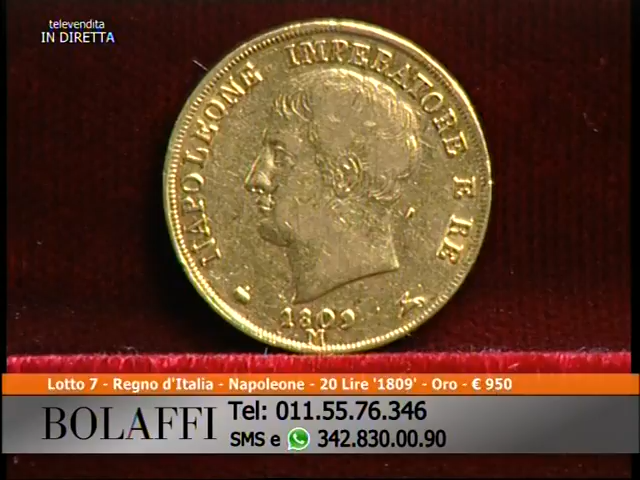 televendita
IN DIRETTA
NAPOLEONE IMPERATORE E RE
1809
M
Lotto 7 - Regno d'Italia - Napoleone - 20 Lire '1809' - Oro - € 950
BOLAFFI
Tel: 011.55.76.346
SMS e 342.830.00.90